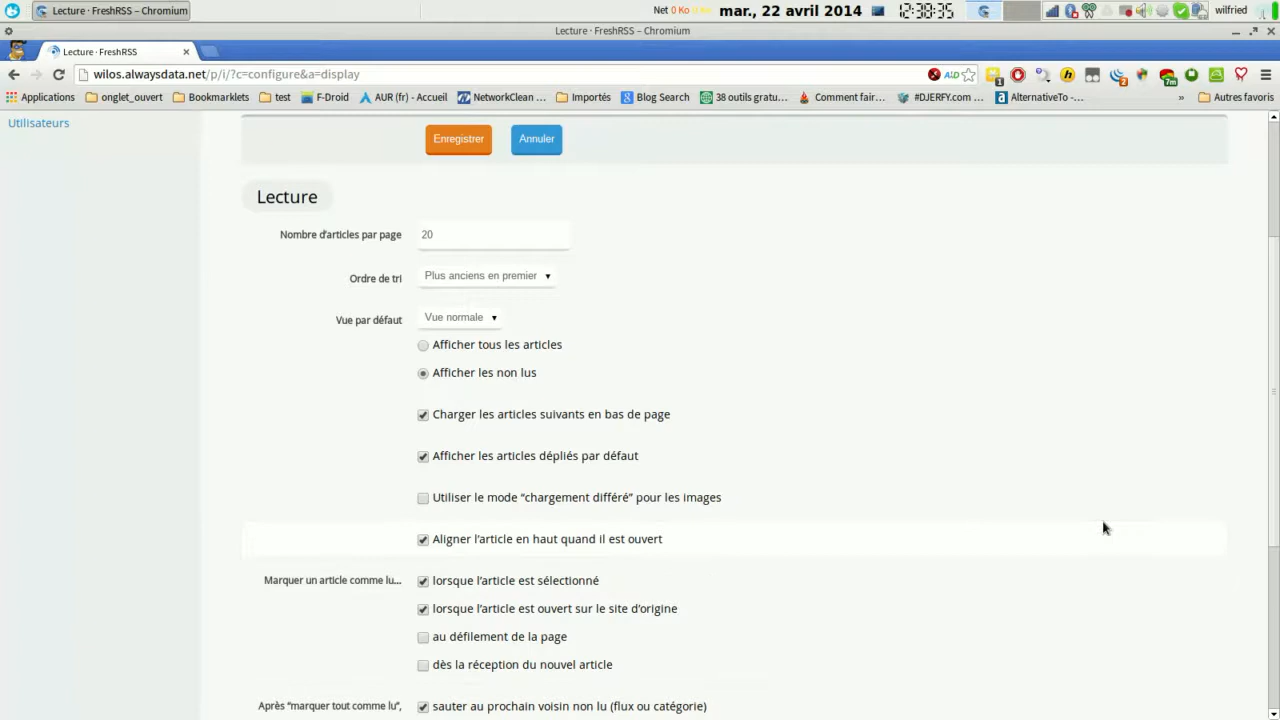 Lecture · FreshRSS – Chromium
Net 0 Ko
mar., 22 avril 2014
12:38:35
wilfried
Lecture · FreshRSS – Chromium
Lecture · FreshRSS
wilos.alwaysdata.net/p/i/?c=configure&a=display
Applications onglet_ouvert Bookmarklets test F-Droid AUR (fr) - Accueil NetworkClean ... Importés Blog Search 38 outils gratu... Comment fair... #DJERFY.com ... AlternativeTo -... » Autres favoris
Utilisateurs
Enregistrer Annuler
Lecture
Nombre d’articles par page 20
Ordre de tri Plus anciens en premier
Vue par défaut Vue normale
Afficher tous les articles
Afficher les non lus
Charger les articles suivants en bas de page
Afficher les articles dépliés par défaut
Utiliser le mode “chargement différé” pour les images
Aligner l’article en haut quand il est ouvert
Marquer un article comme lu... lorsque l’article est sélectionné
lorsque l’article est ouvert sur le site d’origine
au défilement de la page
dès la réception du nouvel article
Après “marquer tout comme lu”, sauter au prochain voisin non lu (flux ou catégorie)